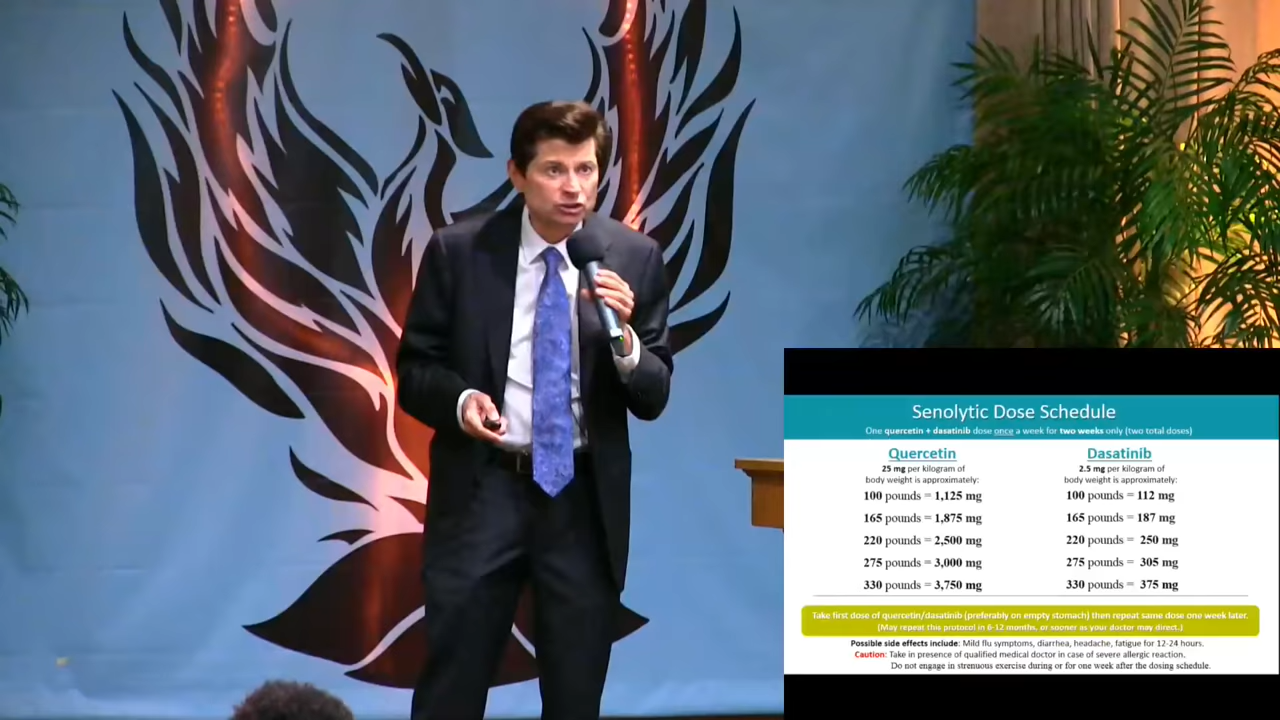 Senolytic Dose Schedule
One quercetin + dasatinib dose once a week for two weeks only (two total doses)
Quercetin
25 mg per kilogram of
body weight is approximately:
100 pounds = 1,125 mg
165 pounds = 1,875 mg
220 pounds = 2,500 mg
275 pounds = 3,000 mg
330 pounds = 3,750 mg
Dasatinib
2.5 mg per kilogram of
body weight is approximately:
100 pounds = 112 mg
165 pounds = 187 mg
220 pounds = 250 mg
275 pounds = 305 mg
330 pounds = 375 mg
Take first dose of quercetin/dasatinib (preferably on empty stomach) then repeat same dose one week later.
(May repeat this protocol in 6-12 months, or sooner as your doctor may direct.)
Possible side effects include: Mild flu symptoms, diarrhea, headache, fatigue for 12-24 hours.
Caution: Take in presence of qualified medical doctor in case of severe allergic reaction.
Do not engage in strenuous exercise during or for one week after the dosing schedule.